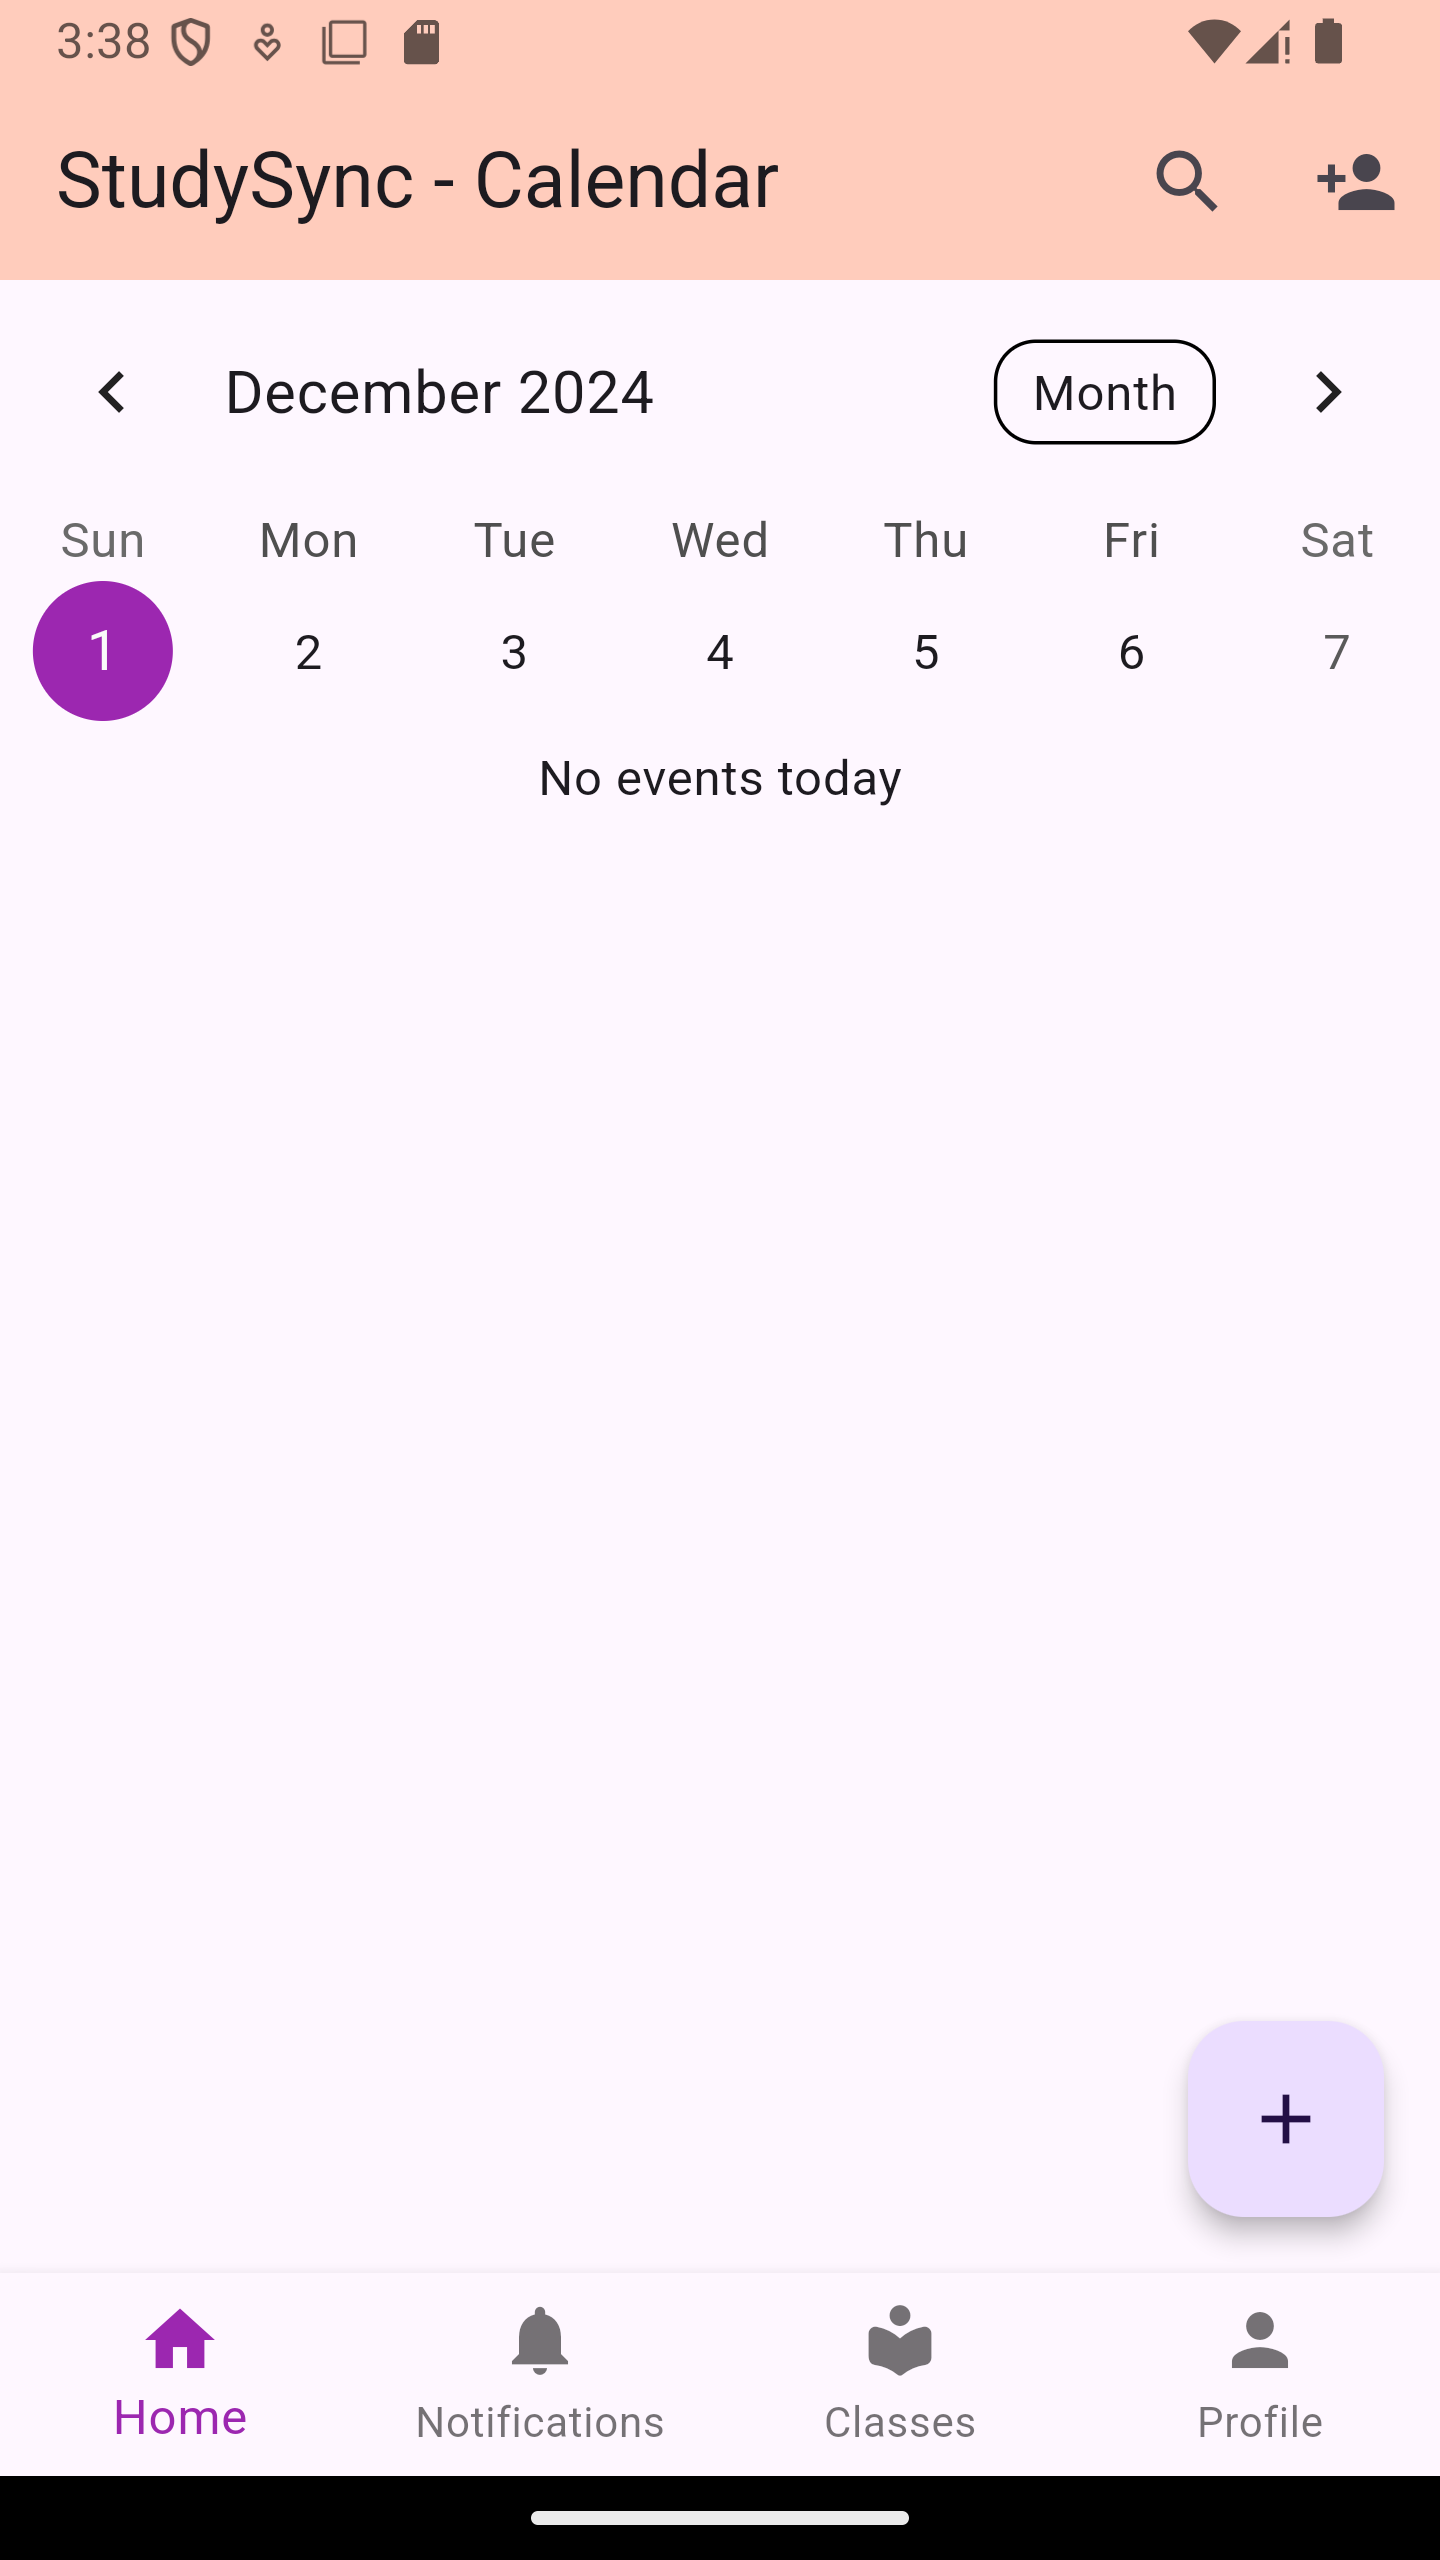 3:38
StudySync - Calendar
December 2024 Month
Sun Mon Tue Wed Thu Fri Sat
1 2 3 4 5 6 7
No events today
Home Notifications Classes Profile